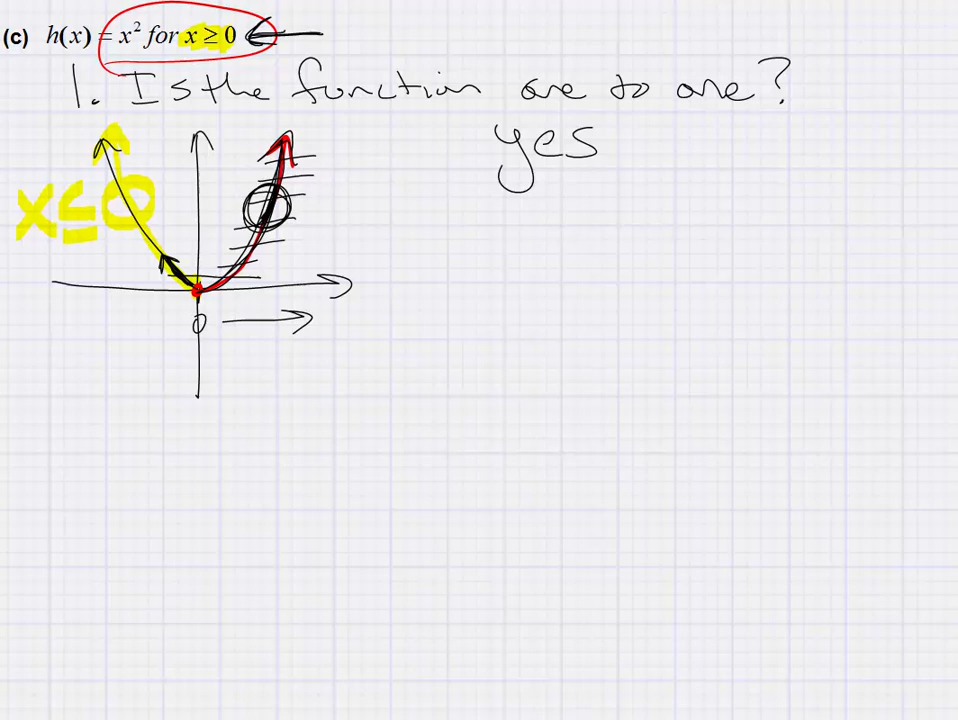 (c) h(x) = x² for x ≥ 0
1. Is the function one to one?
yes
x ≤ 0
0